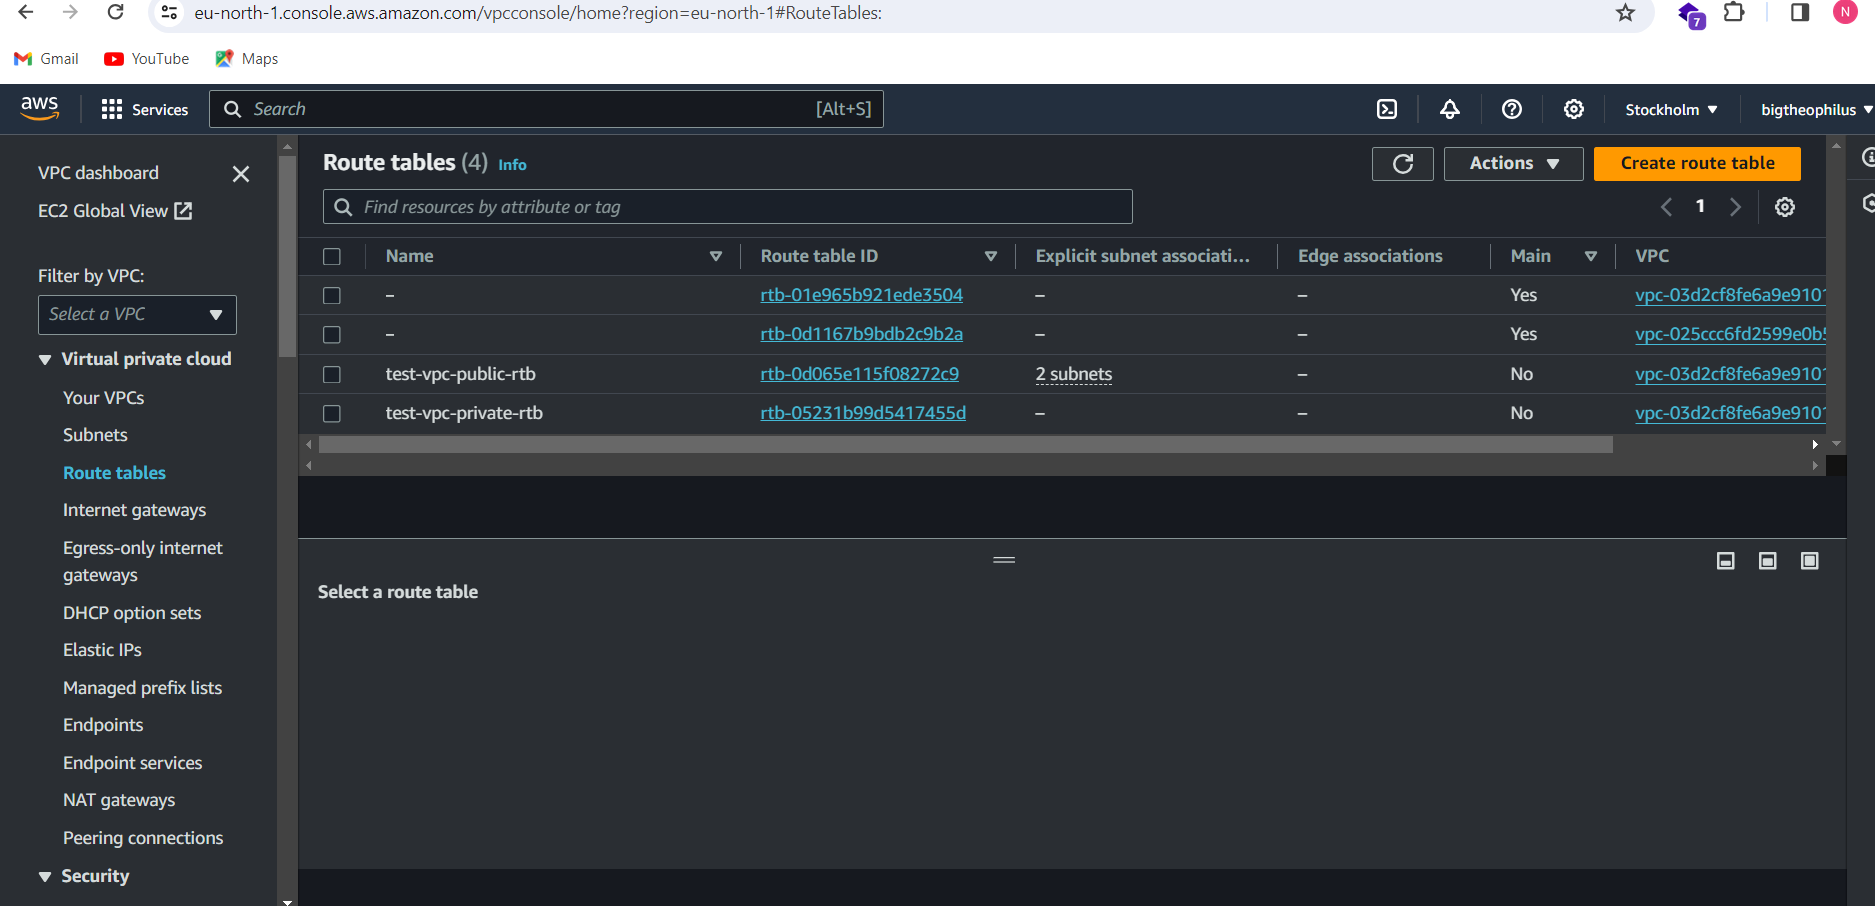 eu-north-1.console.aws.amazon.com/vpcconsole/home?region=eu-north-1#RouteTables:
7
N
Gmail
YouTube
Maps
aws
Services
Search
[Alt+S]
Stockholm
bigtheophilus
VPC dashboard
EC2 Global View
Filter by VPC:
Select a VPC
Virtual private cloud
Your VPCs
Subnets
Route tables
Internet gateways
Egress-only internet
gateways
DHCP option sets
Elastic IPs
Managed prefix lists
Endpoints
Endpoint services
NAT gateways
Peering connections
Security
Route tables (4) Info
Actions
Create route table
Find resources by attribute or tag
1
Name Route table ID Explicit subnet associati... Edge associations Main VPC
– rtb-01e965b921ede3504 – – Yes vpc-03d2cf8fe6a9e9101
– rtb-0d1167b9bdb2c9b2a – – Yes vpc-025ccc6fd2599e0b5
test-vpc-public-rtb rtb-0d065e115f08272c9 2 subnets – No vpc-03d2cf8fe6a9e9101
test-vpc-private-rtb rtb-05231b99d5417455d – – No vpc-03d2cf8fe6a9e9101
Select a route table